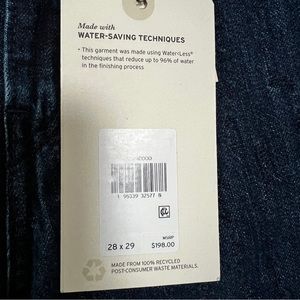 Made with
WATER-SAVING TECHNIQUES
• This garment was made using Water<Less®
techniques that reduce up to 96% of water
in the finishing process
1 95339 32577 8
MSRP
28 x 29 $198.00
MADE FROM 100% RECYCLED
POST-CONSUMER WASTE MATERIALS.